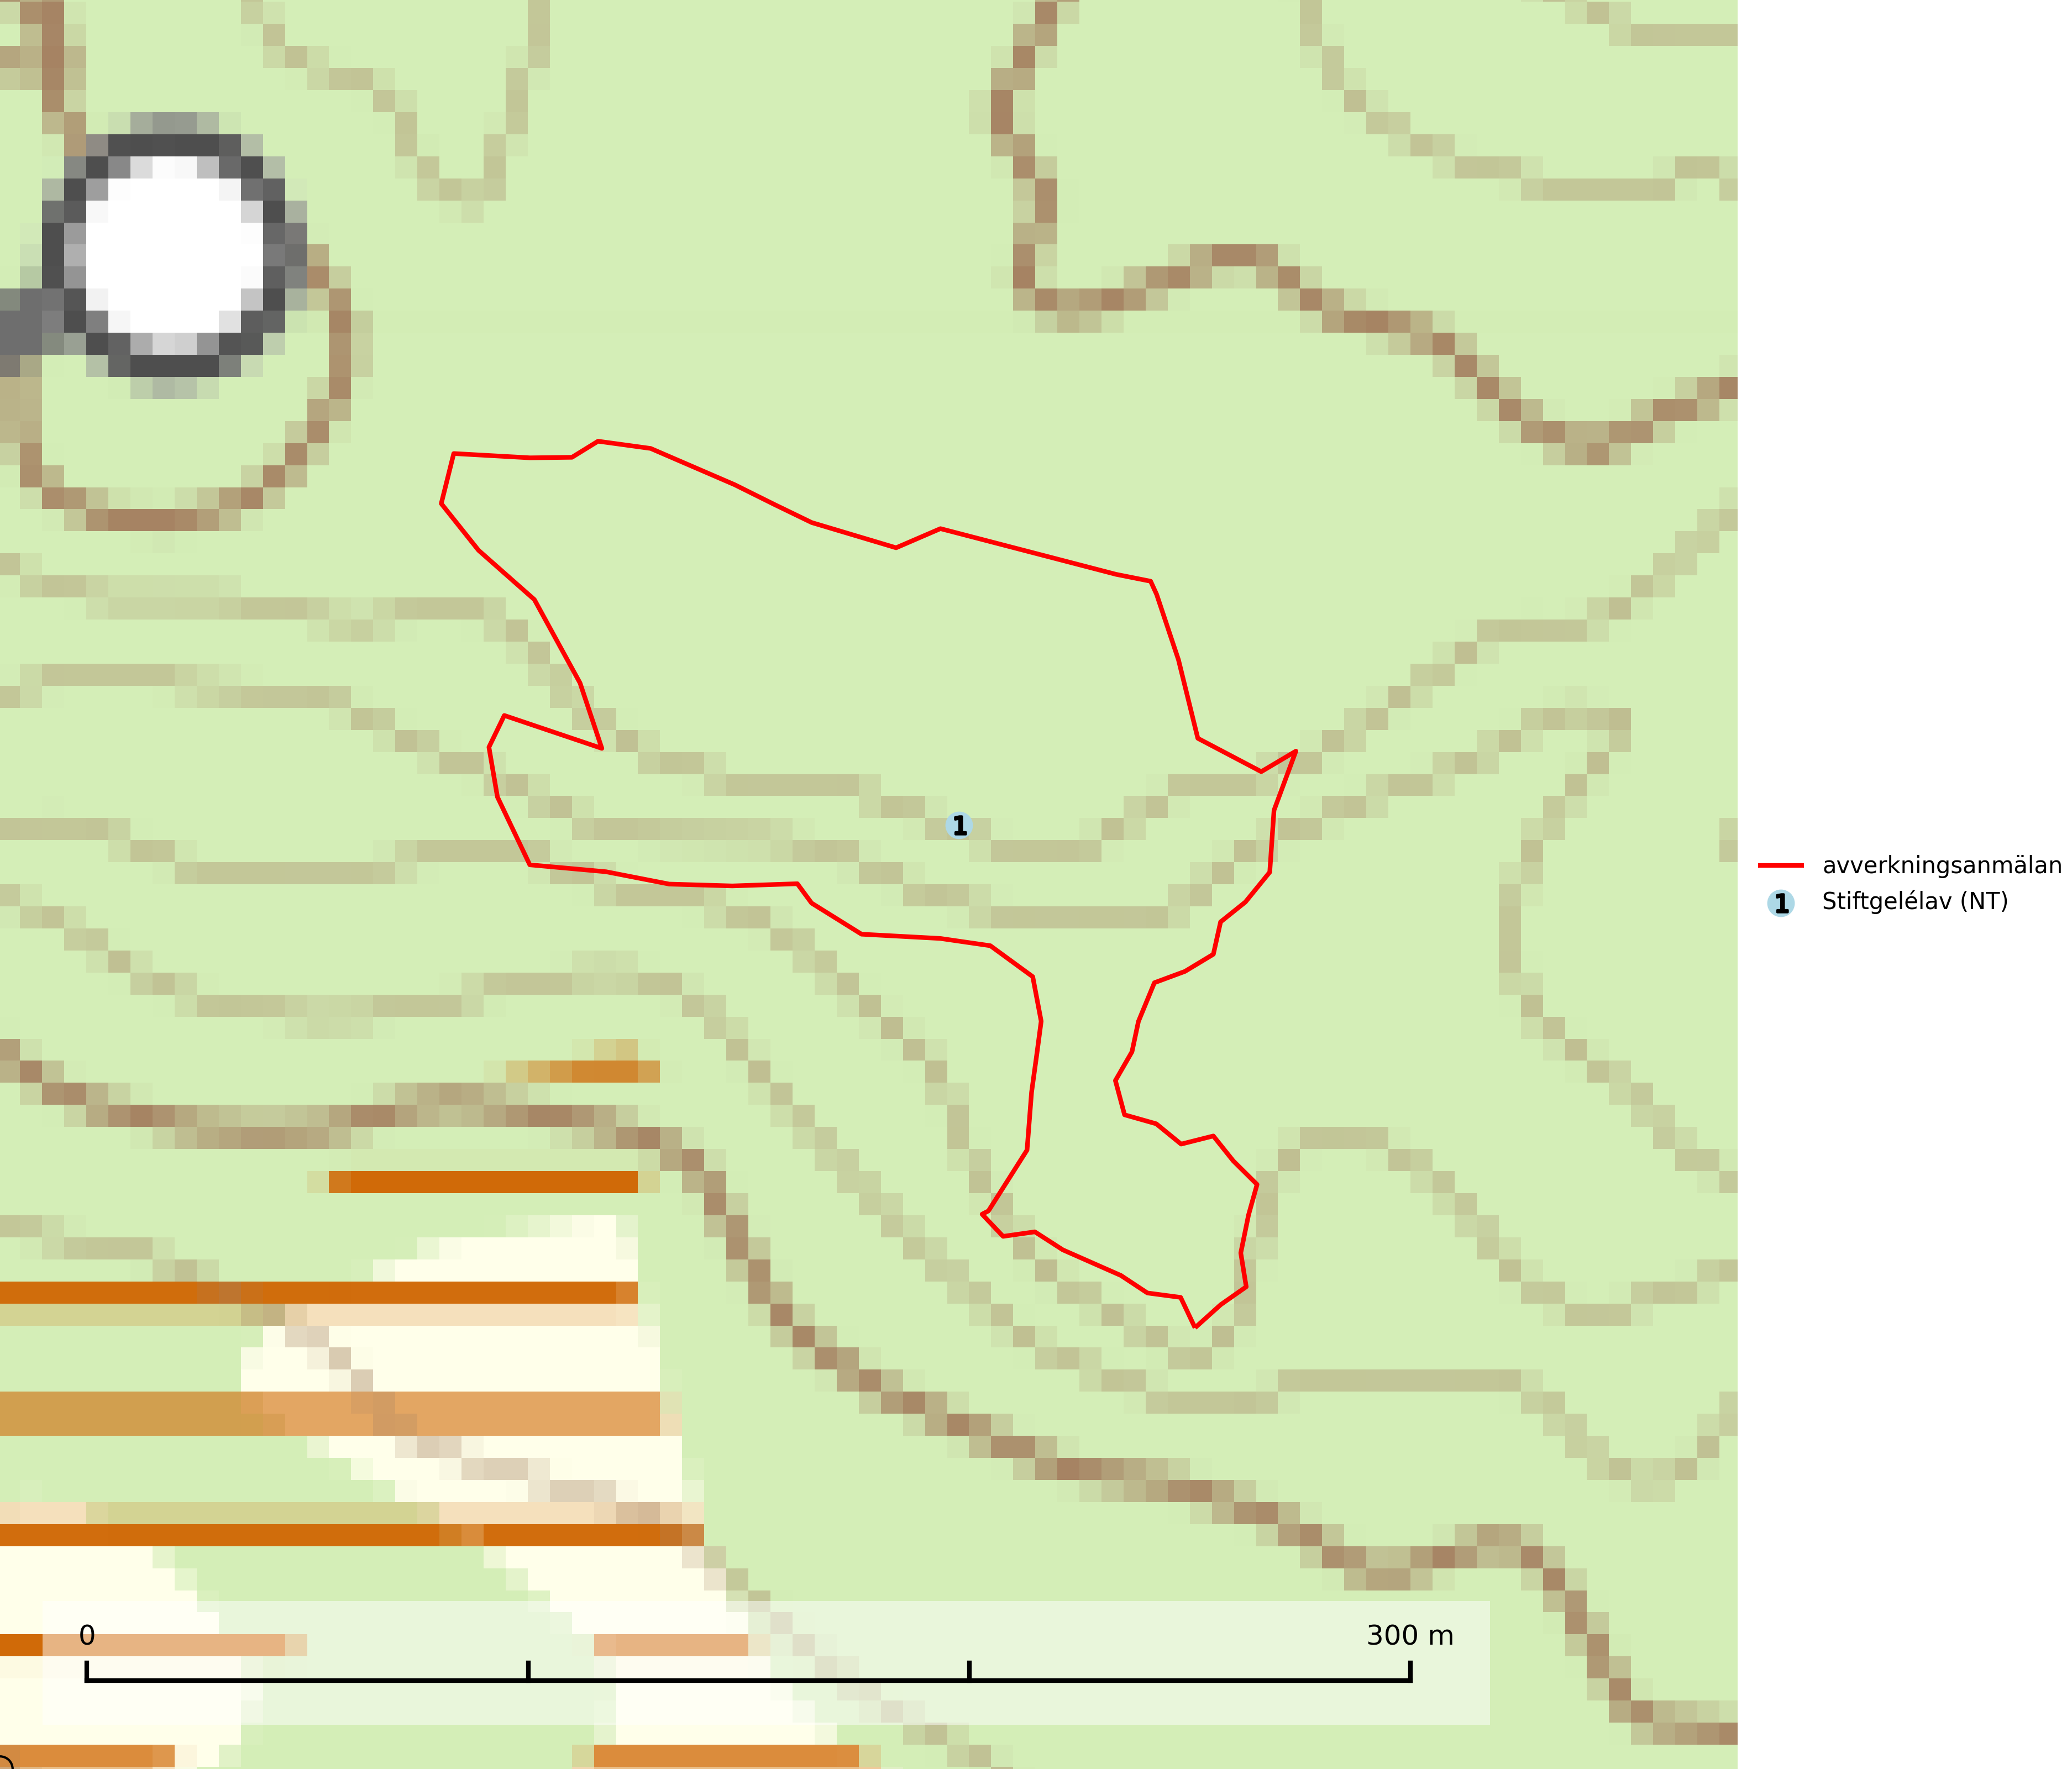 1
avverkningsanmälan
1 Stiftgelélav (NT)
0 300 m